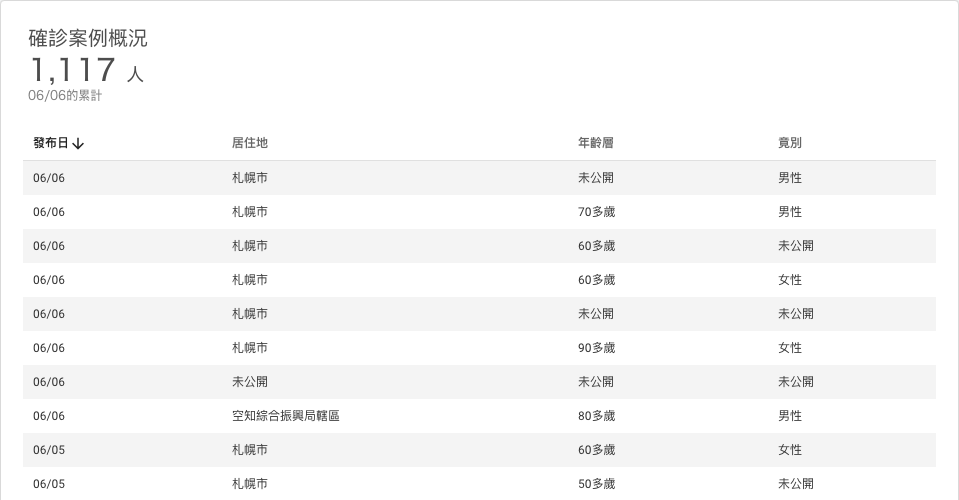 確診案例概況
1,117 人
06/06的累計
發布日↓ 居住地 年齡層 竟別
06/06 札幌市 未公開 男性
06/06 札幌市 70多歲 男性
06/06 札幌市 60多歲 未公開
06/06 札幌市 60多歲 女性
06/06 札幌市 未公開 未公開
06/06 札幌市 90多歲 女性
06/06 未公開 未公開 未公開
06/06 空知綜合振興局轄區 80多歲 男性
06/05 札幌市 60多歲 女性
06/05 札幌市 50多歲 未公開